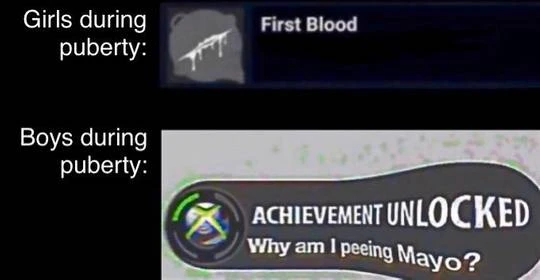 Girls during
puberty:
First Blood
Boys during
puberty:
ACHIEVEMENT UNLOCKED
Why am I peeing Mayo?